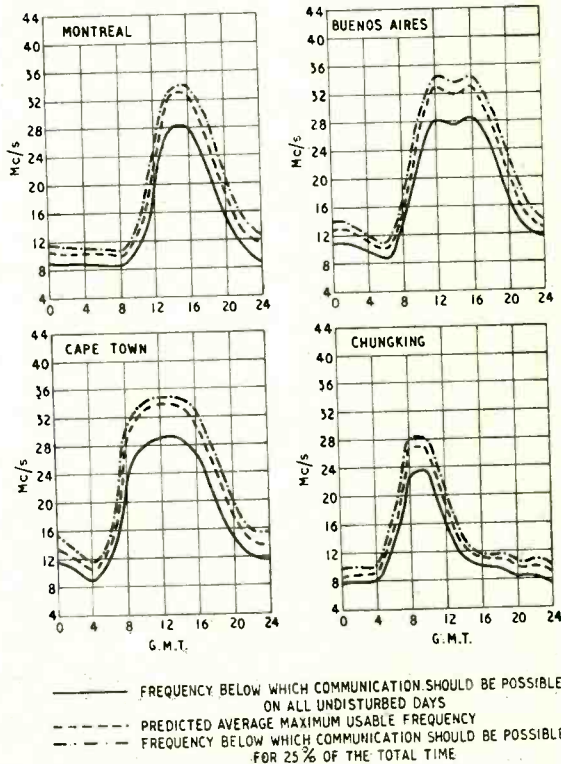 MONTREAL
44
40
36
32
28
24
20
16
12
8
4
Mc/s
0 4 8 12 16 20 24
BUENOS AIRES
44
40
36
32
28
24
20
16
12
8
4
Mc/s
0 4 8 12 16 20 24
CAPE TOWN
44
40
36
32
28
24
20
16
12
8
4
Mc/s
0 4 8 12 16 20 24
G.M.T.
CHUNGKING
44
40
36
32
28
24
20
16
12
8
4
Mc/s
0 4 8 12 16 20 24
G.M.T.
FREQUENCY BELOW WHICH COMMUNICATION SHOULD BE POSSIBLE
ON ALL UNDISTURBED DAYS
PREDICTED AVERAGE MAXIMUM USABLE FREQUENCY
FREQUENCY BELOW WHICH COMMUNICATION SHOULD BE POSSIBLE
FOR 25% OF THE TOTAL TIME